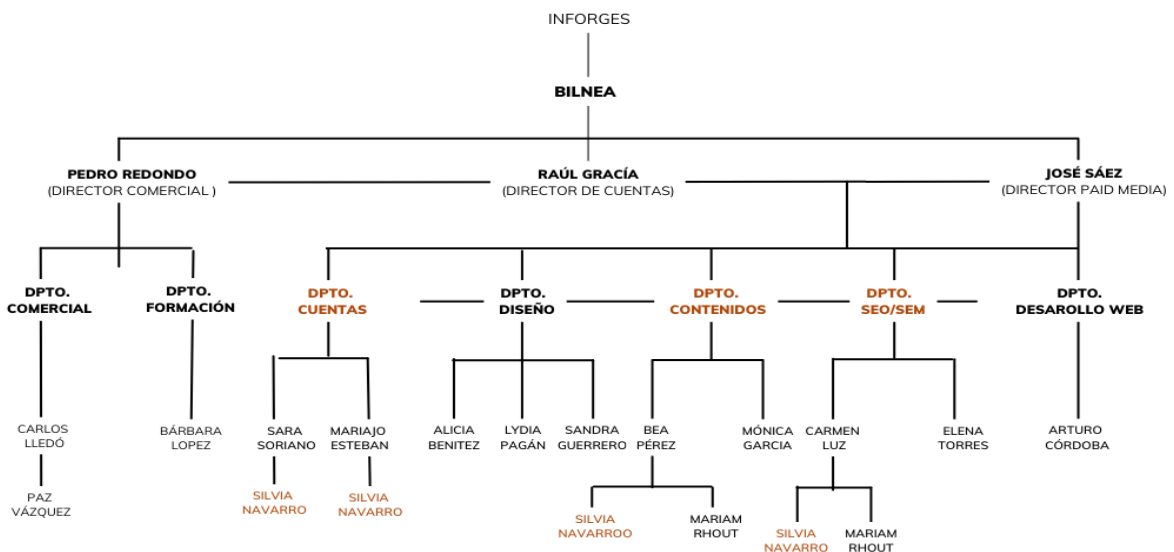 INFORGES
BILNEA
PEDRO REDONDO
(DIRECTOR COMERCIAL )
RAÚL GRACÍA
(DIRECTOR DE CUENTAS)
JOSÉ SÁEZ
(DIRECTOR PAID MEDIA)
DPTO.
COMERCIAL
DPTO.
FORMACIÓN
DPTO.
CUENTAS
DPTO.
DISEÑO
DPTO.
CONTENIDOS
DPTO.
SEO/SEM
DPTO.
DESAROLLO WEB
CARLOS
LLEDÓ
BÁRBARA
LOPEZ
SARA
SORIANO
MARIAJO
ESTEBAN
ALICIA
BENITEZ
LYDIA
PAGÁN
SANDRA
GUERRERO
BEA
PÉREZ
MÓNICA
GARCIA
CARMEN
LUZ
ELENA
TORRES
ARTURO
CÓRDOBA
PAZ
VÁZQUEZ
SILVIA
NAVARRO
SILVIA
NAVARRO
SILVIA
NAVARROO
MARIAM
RHOUT
SILVIA
NAVARRO
MARIAM
RHOUT